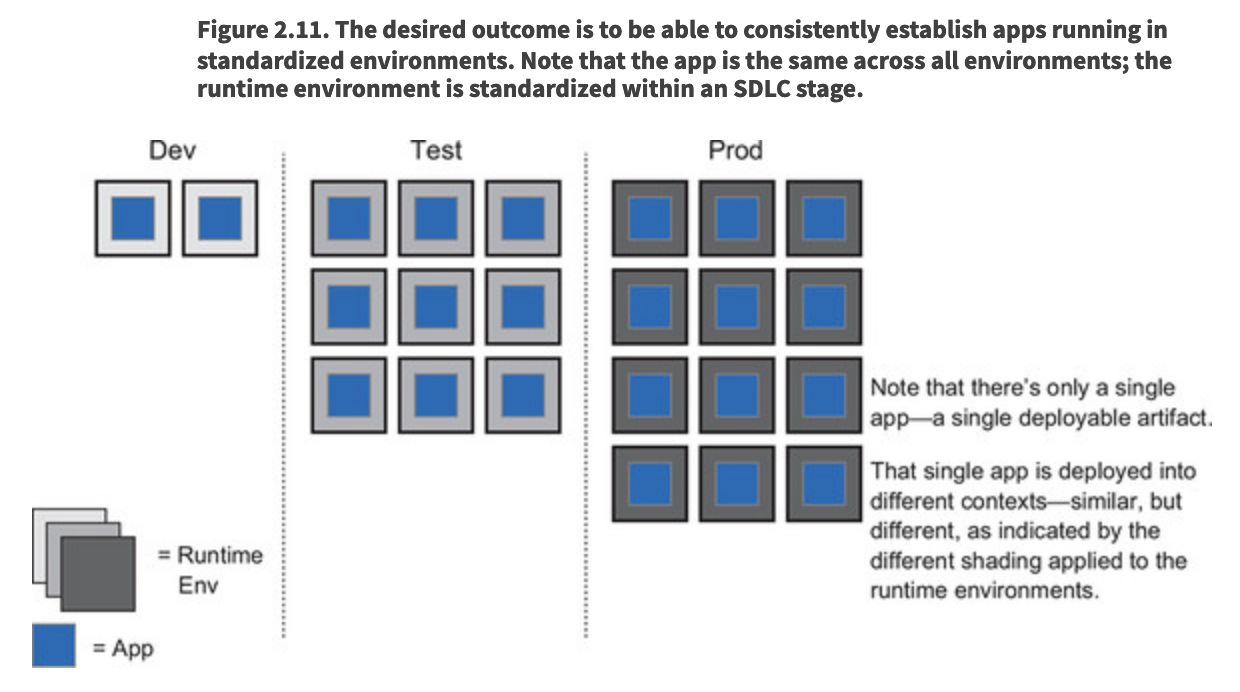 Figure 2.11. The desired outcome is to be able to consistently establish apps running in
standardized environments. Note that the app is the same across all environments; the
runtime environment is standardized within an SDLC stage.
Dev
Test
Prod
Note that there's only a single
app—a single deployable artifact.
That single app is deployed into
different contexts—similar, but
different, as indicated by the
different shading applied to the
runtime environments.
= Runtime
Env
= App